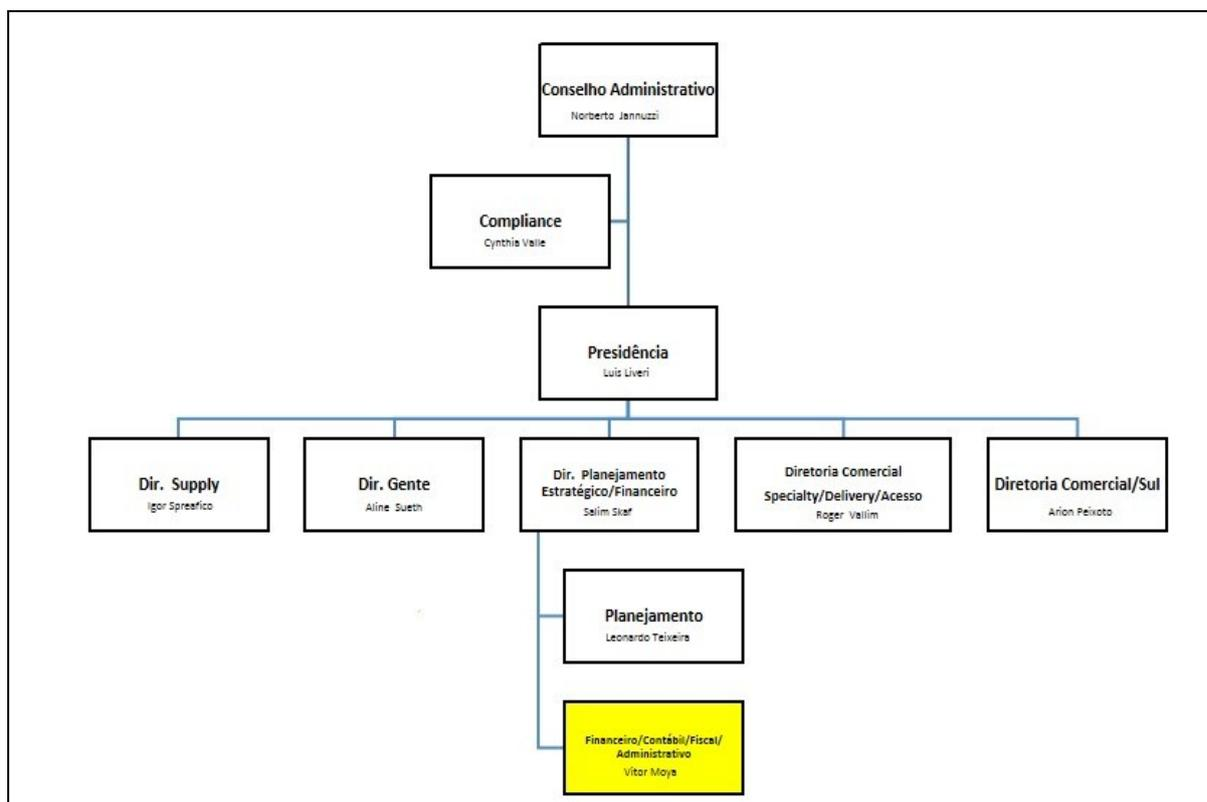 Conselho Administrativo
Norberto Jannuzzi
Compliance
Cynthia Valle
Presidência
Luis Liveri
Dir. Supply
Igor Spreafico
Dir. Gente
Aline Sueth
Dir. Planejamento
Estratégico/Financeiro
Salim Skaf
Diretoria Comercial
Specialty/Delivery/Acesso
Roger Vallim
Diretoria Comercial/Sul
Arion Peixoto
Planejamento
Leonardo Teixeira
Financeiro/Contábil/Fiscal/
Administrativo
Vitor Moya